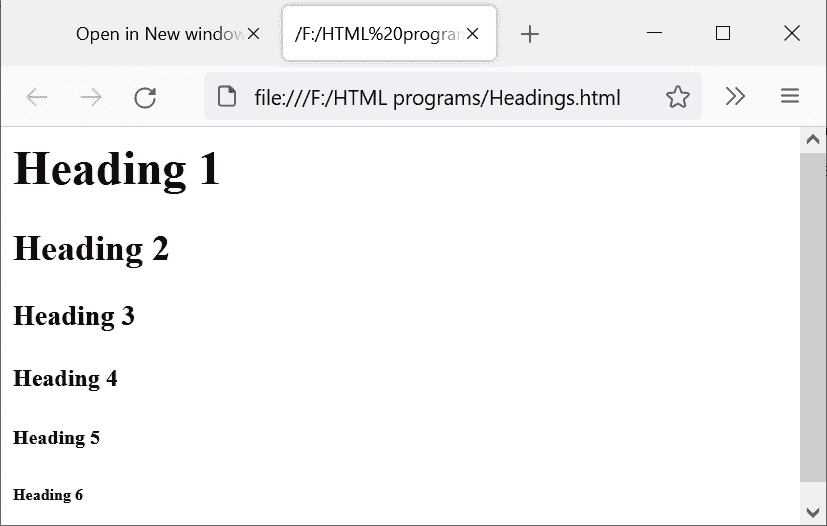 Open in New window
/F:/HTML%20progra
file:///F:/HTML programs/Headings.html
Heading 1
Heading 2
Heading 3
Heading 4
Heading 5
Heading 6